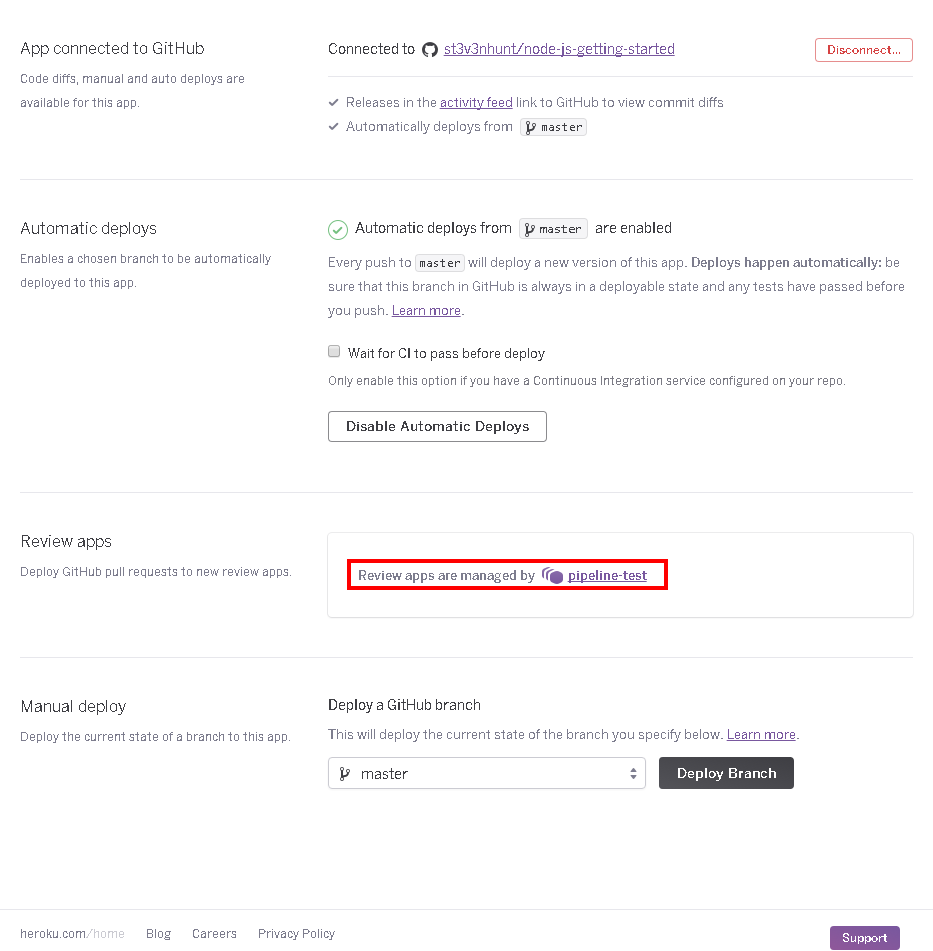 App connected to GitHub
Code diffs, manual and auto deploys are
available for this app.
Connected to st3v3nhunt/node-js-getting-started
Disconnect...
Releases in the activity feed link to GitHub to view commit diffs
Automatically deploys from master
Automatic deploys
Enables a chosen branch to be automatically
deployed to this app.
Automatic deploys from master are enabled
Every push to master will deploy a new version of this app. Deploys happen automatically: be
sure that this branch in GitHub is always in a deployable state and any tests have passed before
you push. Learn more.
Wait for CI to pass before deploy
Only enable this option if you have a Continuous Integration service configured on your repo.
Disable Automatic Deploys
Review apps
Deploy GitHub pull requests to new review apps.
Review apps are managed by pipeline-test
Manual deploy
Deploy the current state of a branch to this app.
Deploy a GitHub branch
This will deploy the current state of the branch you specify below. Learn more.
master
Deploy Branch
heroku.com/home Blog Careers Privacy Policy
Support